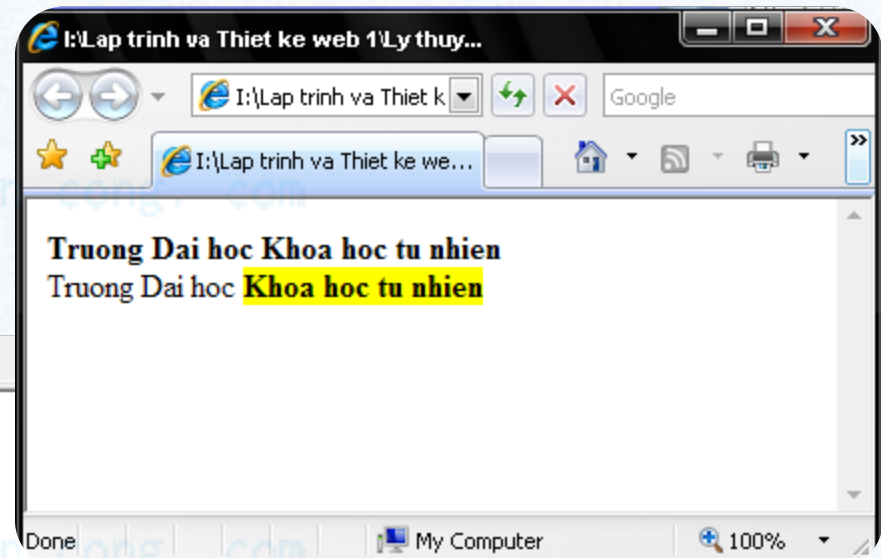 I:\Lap trinh va Thiet ke web 1\Ly thuy...
I:\Lap trinh va Thiet k
Google
I:\Lap trinh va Thiet ke we...
Truong Dai hoc Khoa hoc tu nhien
Truong Dai hoc Khoa hoc tu nhien
Done
My Computer
100%